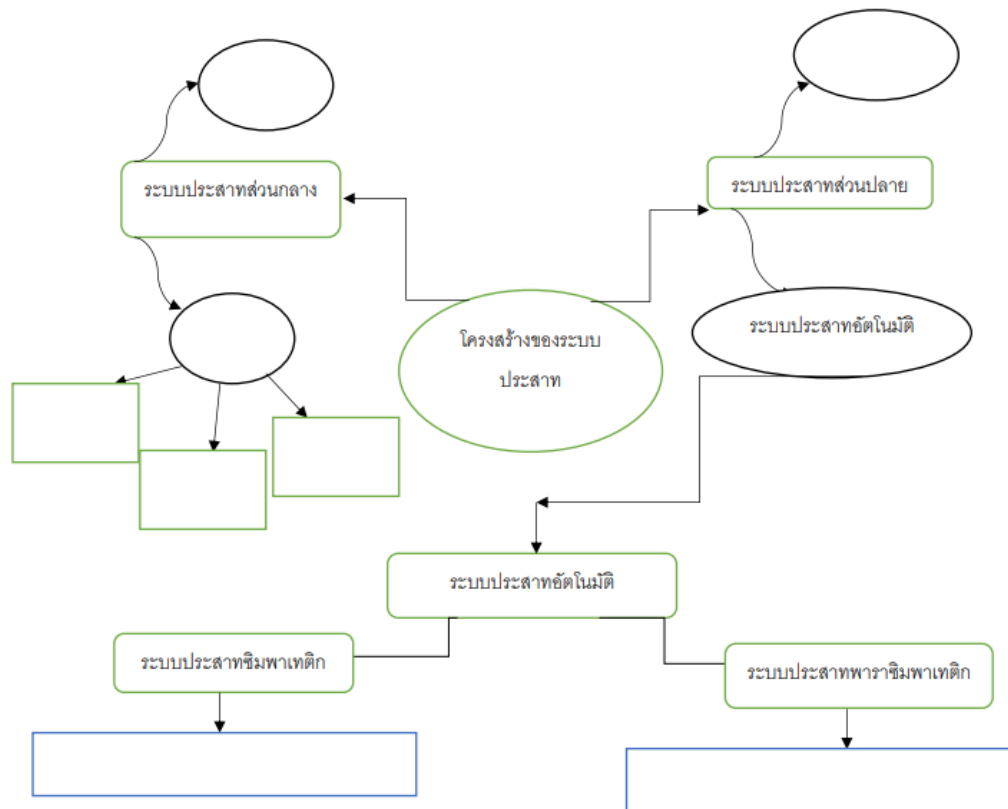 ระบบประสาทส่วนกลาง
ระบบประสาทส่วนปลาย
โครงสร้างของระบบ
ประสาท
ระบบประสาทอัตโนมัติ
ระบบประสาทอัตโนมัติ
ระบบประสาทซิมพาเทติก
ระบบประสาทพาราซิมพาเทติก